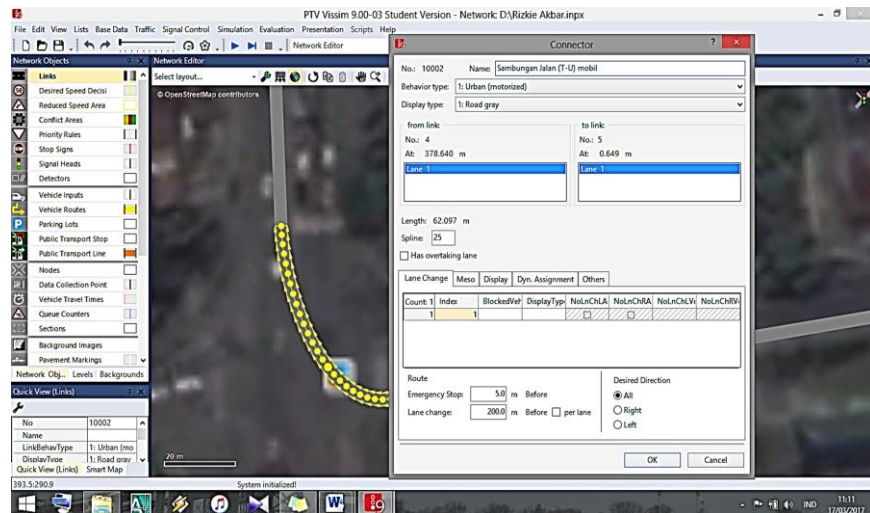 PTV Vissim 9.00-03 Student Version - Network: D:\Rizkie Akbar.inpx
File Edit View Lists Base Data Traffic Signal Control Simulation Evaluation Presentation Scripts Help
Network Editor
Network Objects
Network Editor
Links
Select layout...
Desired Speed Decisi
© OpenStreetMap contributors
Reduced Speed Area
Conflict Areas
Priority Rules
Stop Signs
Signal Heads
Detectors
Vehicle Inputs
Vehicle Routes
Parking Lots
Public Transport Stop
Public Transport Line
Nodes
Data Collection Point
Vehicle Travel Times
Queue Counters
Sections
Background Images
Pavement Markings
Network Obj... Levels Backgrounds
Quick View (Links)
No 10002
Name
LinkBehavType 1: Urban (mo
DisplayType 1: Road gray
Quick View (Links) Smart Map
20 m
393.5:290.9 System initialized!
Connector
No.: 10002 Name: Sambungan Jalan (T-U) mobil
Behavior type: 1: Urban (motorized)
Display type: 1: Road gray
from link: to link:
No.: 4 No.: 5
At: 378.640 m At: 0.649 m
Lane 1 Lane 1
Length: 62.097 m
Spline: 25
Has overtaking lane
Lane Change Meso Display Dyn. Assignment Others
Count: 1 Index BlockedVeh DisplayTyp NoLnChLA NoLnChRA NoLnChLV NoLnChRV
1 1
Route Desired Direction
Emergency Stop: 5.0 m Before All
Lane change: 200.0 m Before per lane Right
Left
OK Cancel
IND 11:11
17/03/2017